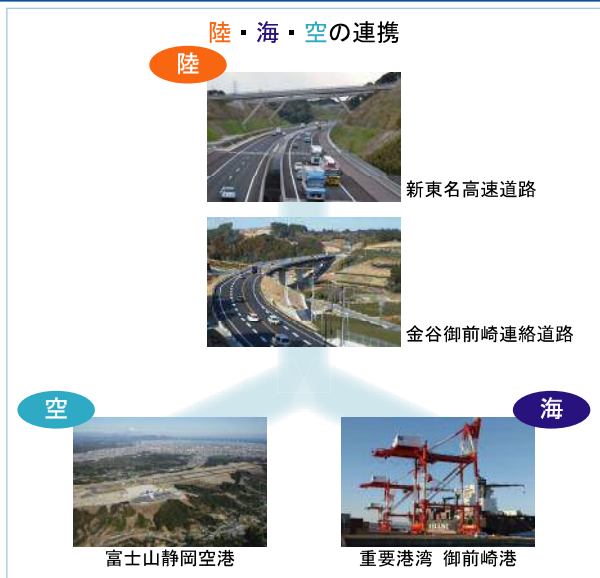 陸・海・空の連携
陸
新東名高速道路
金谷御前崎連絡道路
空
海
富士山静岡空港
重要港湾 御前崎港